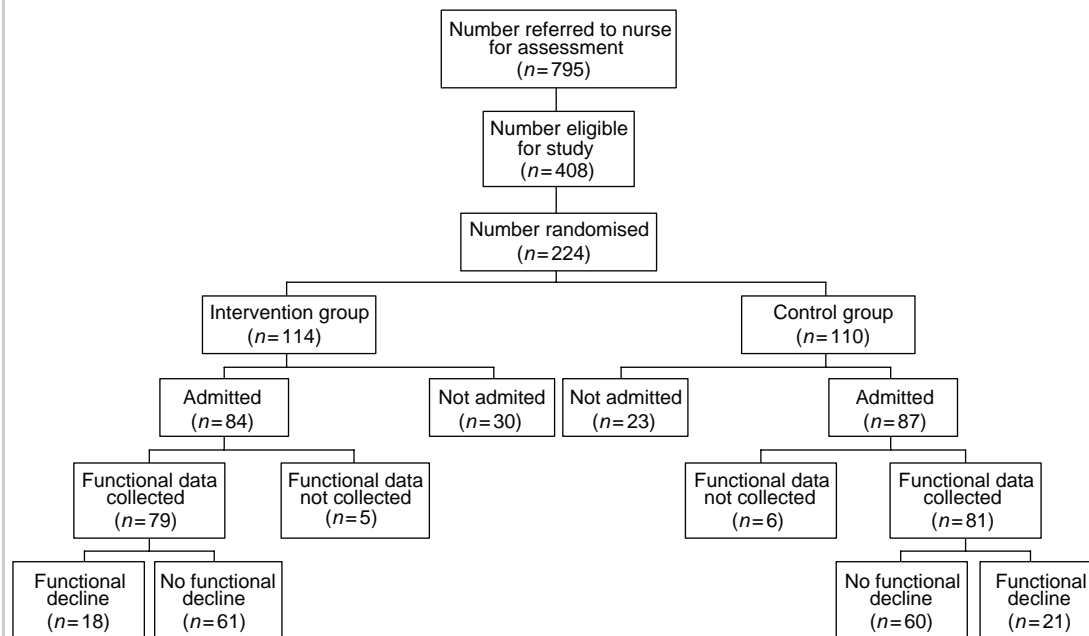 Number referred to nurse
for assessment
(n=795)
Number eligible
for study
(n=408)
Number randomised
(n=224)
Intervention group
(n=114)
Control group
(n=110)
Admitted
(n=84)
Not admited
(n=30)
Not admitted
(n=23)
Admitted
(n=87)
Functional data
collected
(n=79)
Functional data
not collected
(n=5)
Functional data
not collected
(n=6)
Functional data
collected
(n=81)
Functional
decline
(n=18)
No functional
decline
(n=61)
No functional
decline
(n=60)
Functional
decline
(n=21)